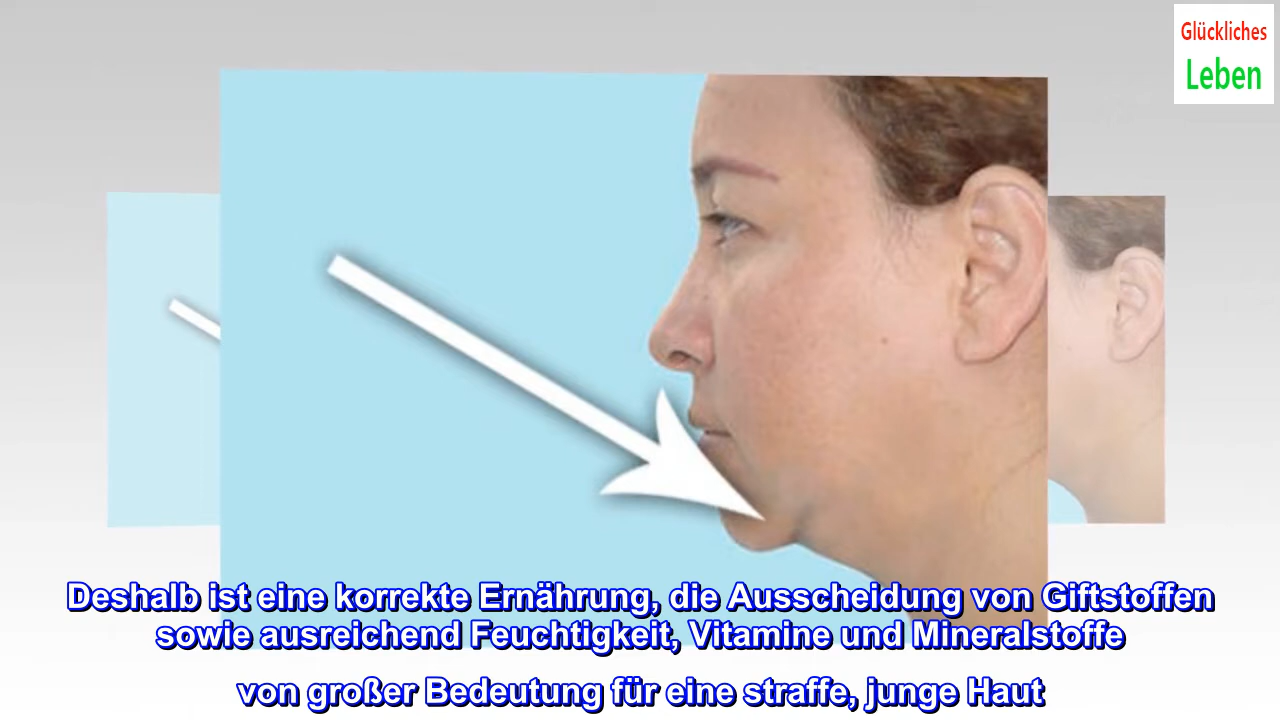 Glückliches
Leben
Deshalb ist eine korrekte Ernährung, die Ausscheidung von Giftstoffen
sowie ausreichend Feuchtigkeit, Vitamine und Mineralstoffe
von großer Bedeutung für eine straffe, junge Haut